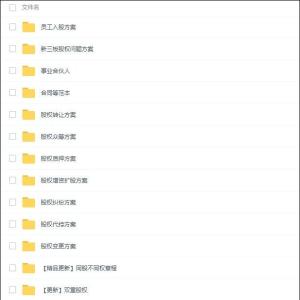 文件名
员工入股方案
新三板股权问题方案
事业合伙人
合同等范本
股权转让方案
股权众筹方案
股权质押方案
股权增资扩股方案
股权纠纷方案
股权代控方案
股权变更方案
【精品更新】同股不同权章程
【更新】双重股权